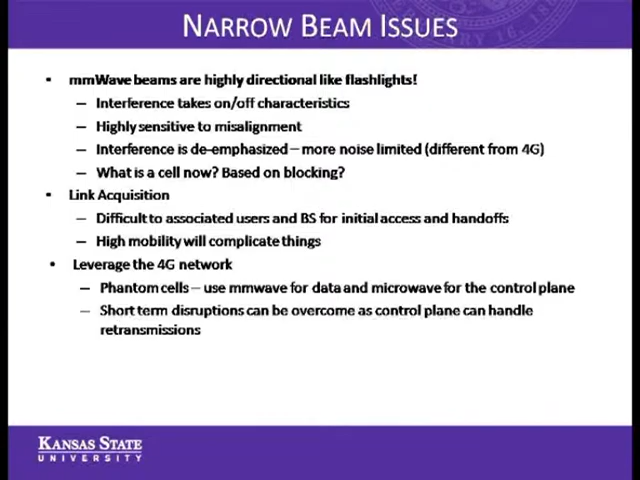 NARROW BEAM ISSUES
• mmWave beams are highly directional like flashlights!
– Interference takes on/off characteristics
– Highly sensitive to misalignment
– Interference is de-emphasized – more noise limited (different from 4G)
– What is a cell now? Based on blocking?
• Link Acquisition
– Difficult to associated users and BS for initial access and handoffs
– High mobility will complicate things
• Leverage the 4G network
– Phantom cells – use mmwave for data and microwave for the control plane
– Short term disruptions can be overcome as control plane can handle
retransmissions
KANSAS STATE
UNIVERSITY